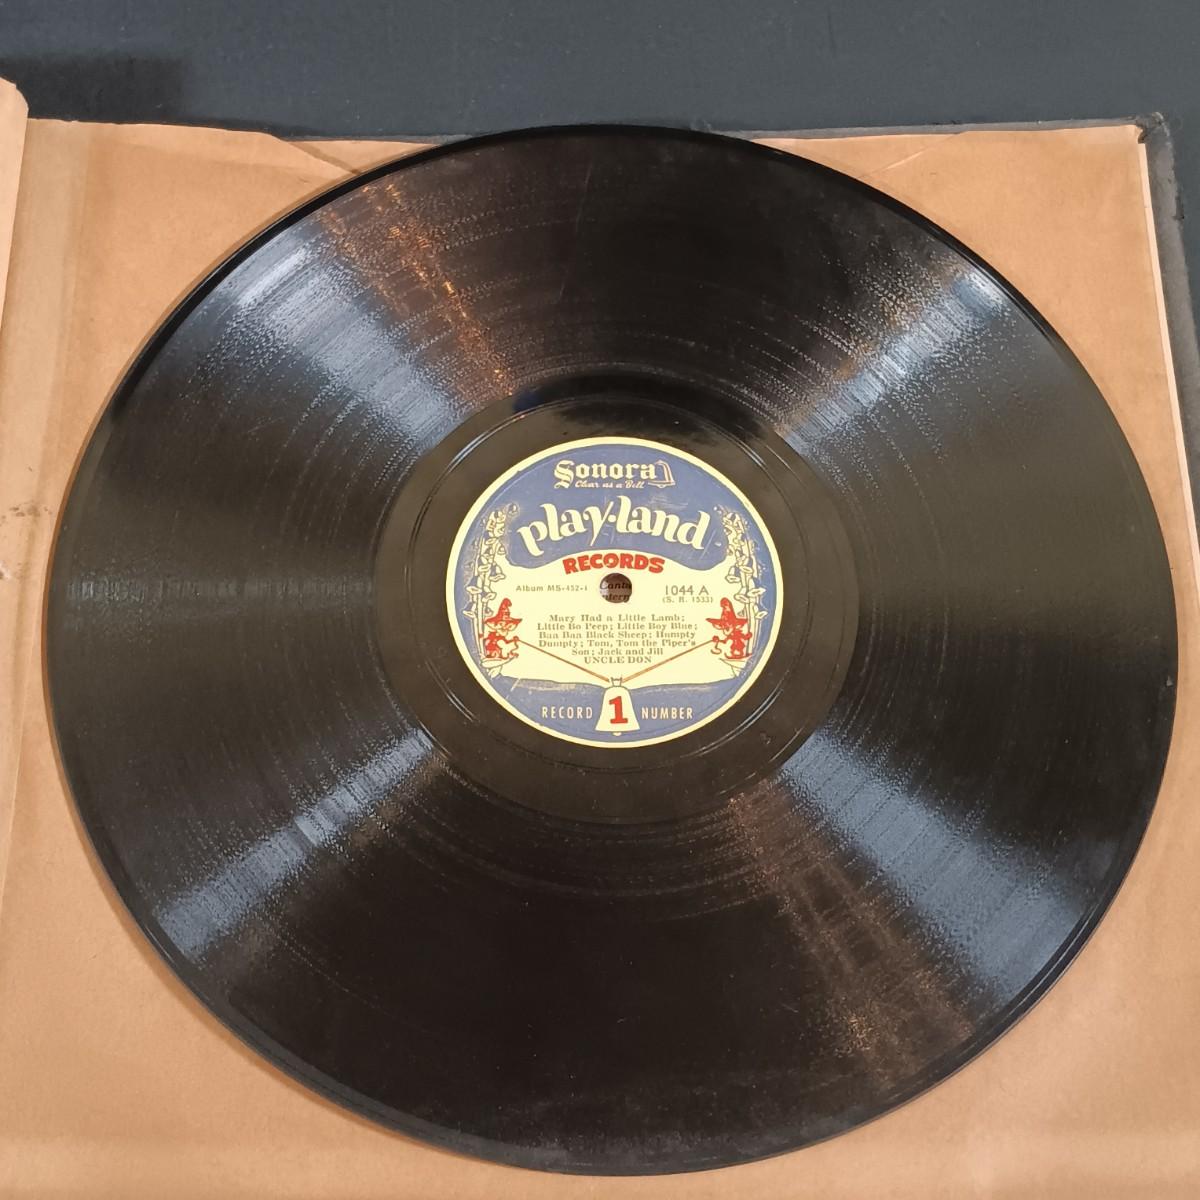 Sonora
Clear as a Bell
play-land
RECORDS
Album MS-452-1
1044 A
(S. R. 1533)
Mary Had a Little Lamb;
Little Bo Peep; Little Boy Blue;
Baa Baa Black Sheep; Humpty
Dumpty; Tom, Tom the Piper's
Son; Jack and Jill
UNCLE DON
RECORD 1 NUMBER